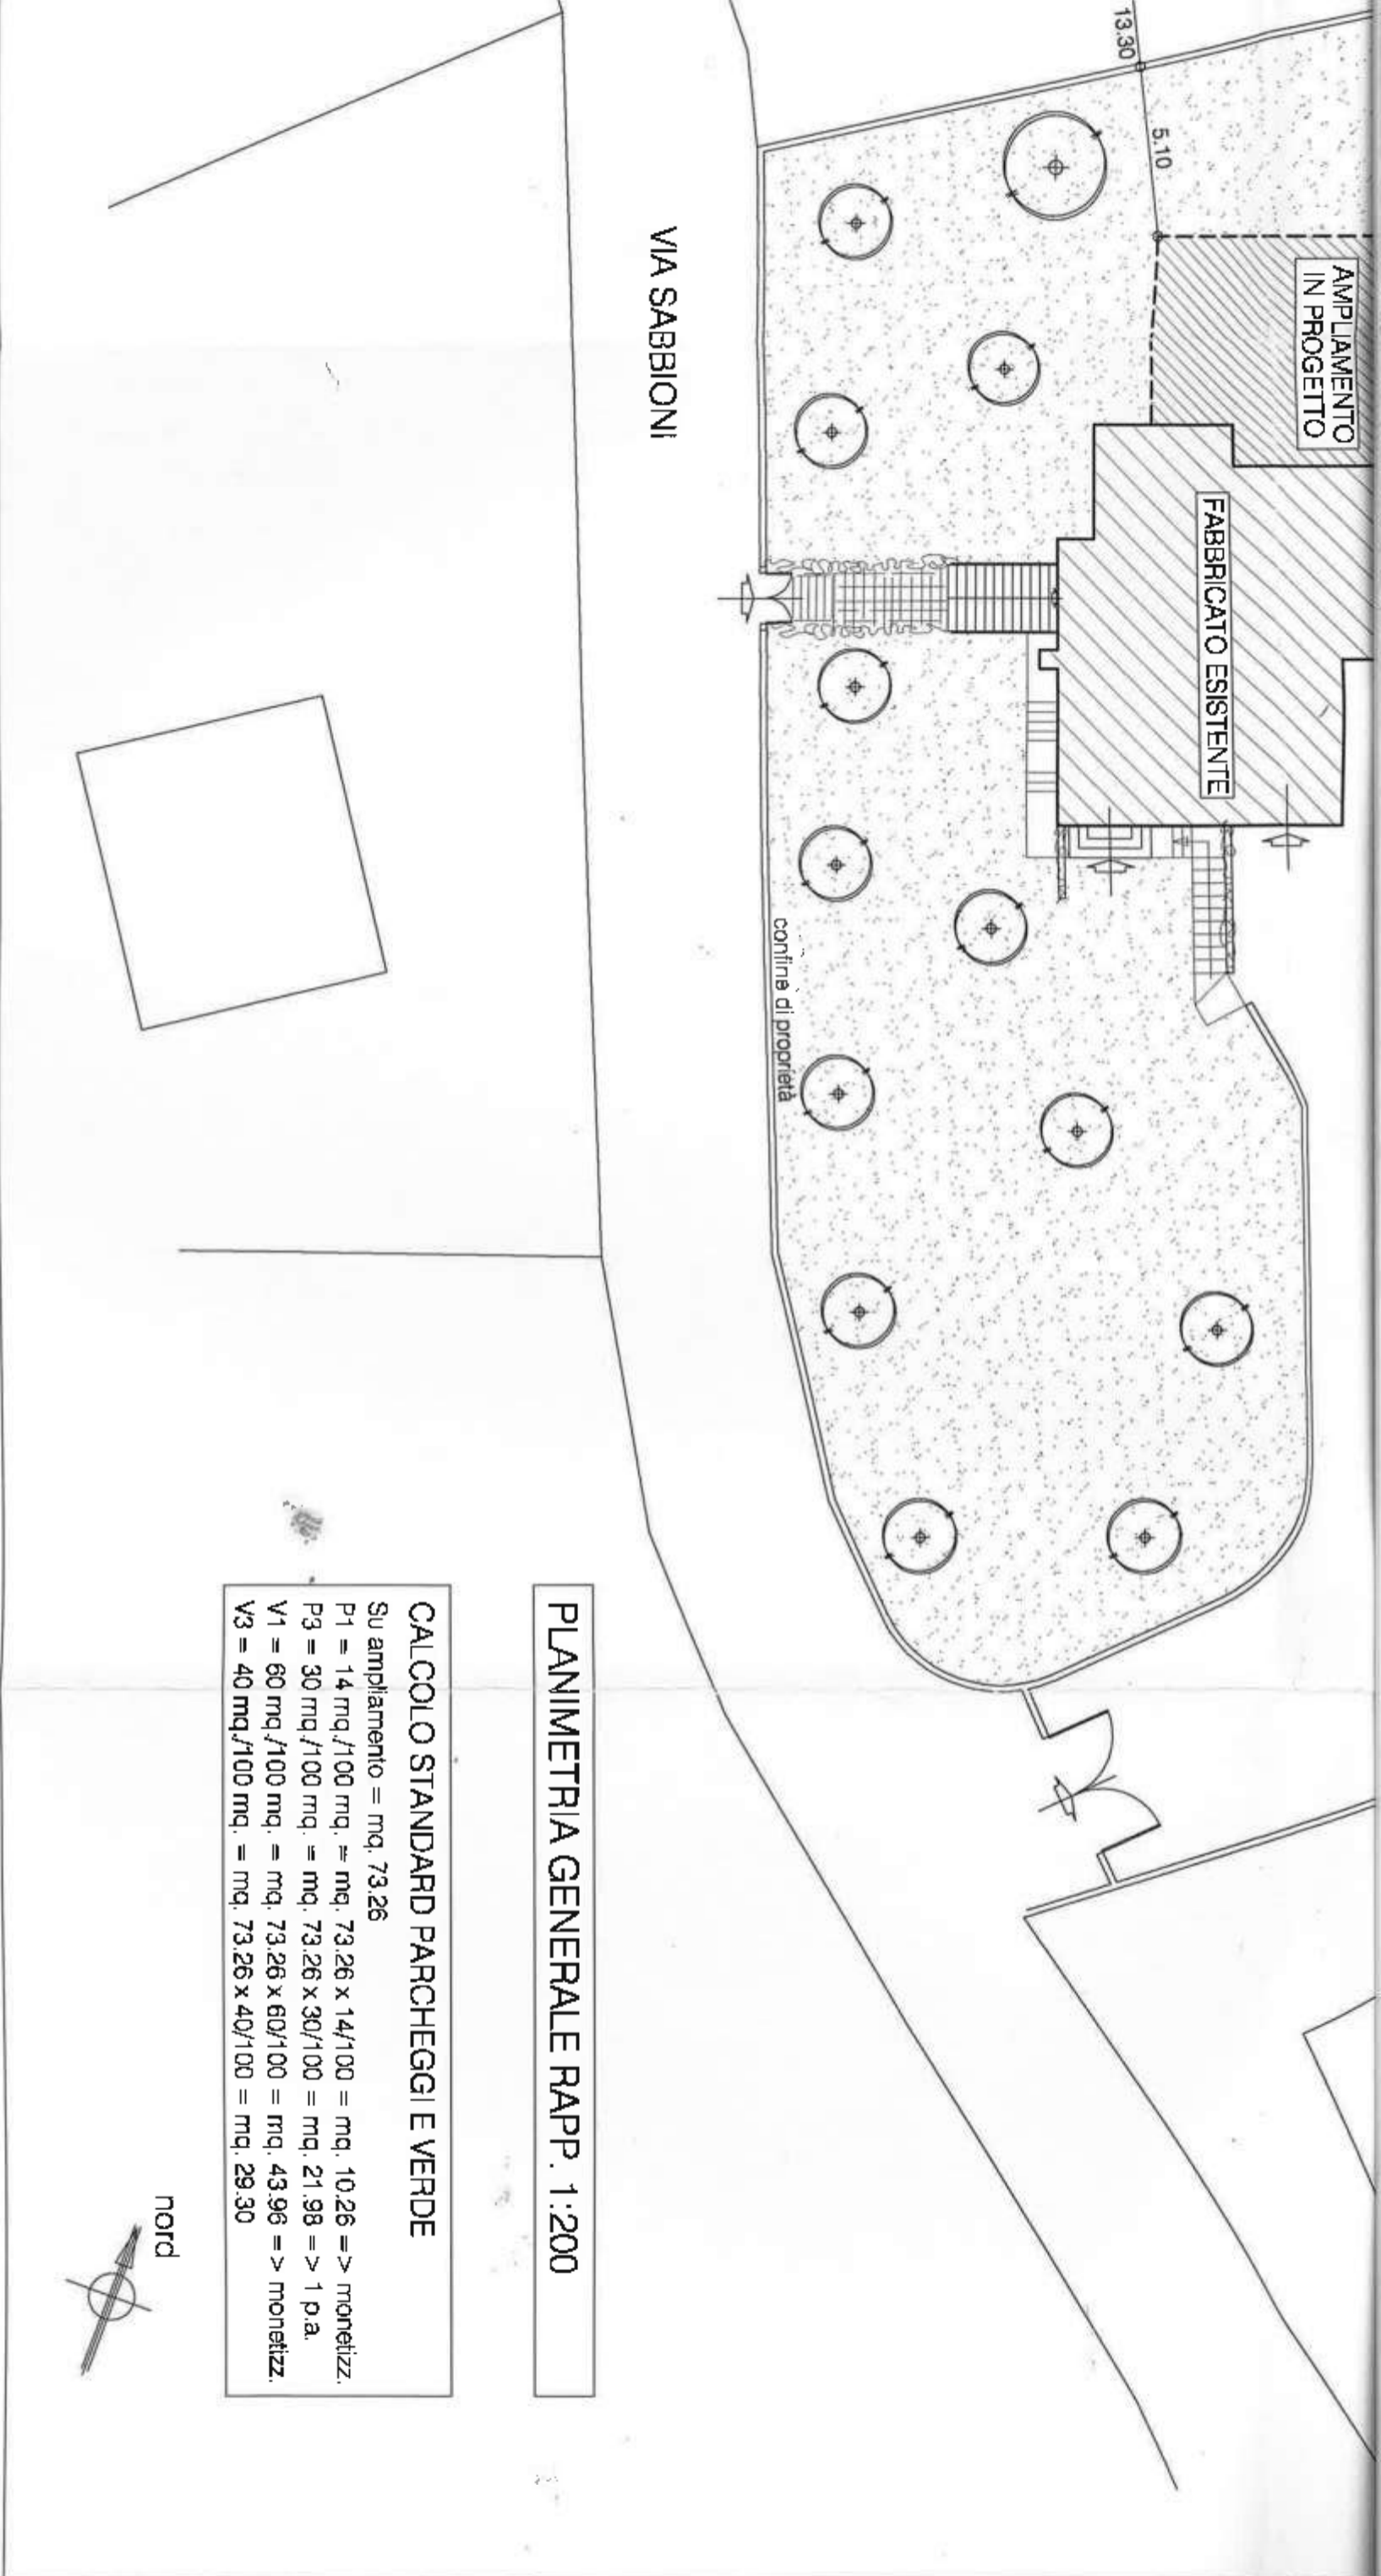 13.30
5.10
AMPLIAMENTO
IN PROGETTO
FABBRICATO ESISTENTE
VIA SABBIONI
confine di proprietà
PLANIMETRIA GENERALE RAPP. 1:200
CALCOLO STANDARD PARCHEGGI E VERDE
Su ampliamento = mq. 73.26
P1 = 14 mq./100 mq. = mq. 73.26 x 14/100 = mq. 10.26 => monetizz.
P3 = 30 mq./100 mq. = mq. 73.26 x 30/100 = mq. 21.98 => 1 p.a.
V1 = 60 mq./100 mq. = mq. 73.26 x 60/100 = mq. 43.96 => monetizz.
V3 = 40 mq./100 mq. = mq. 73.26 x 40/100 = mq. 29.30
nord